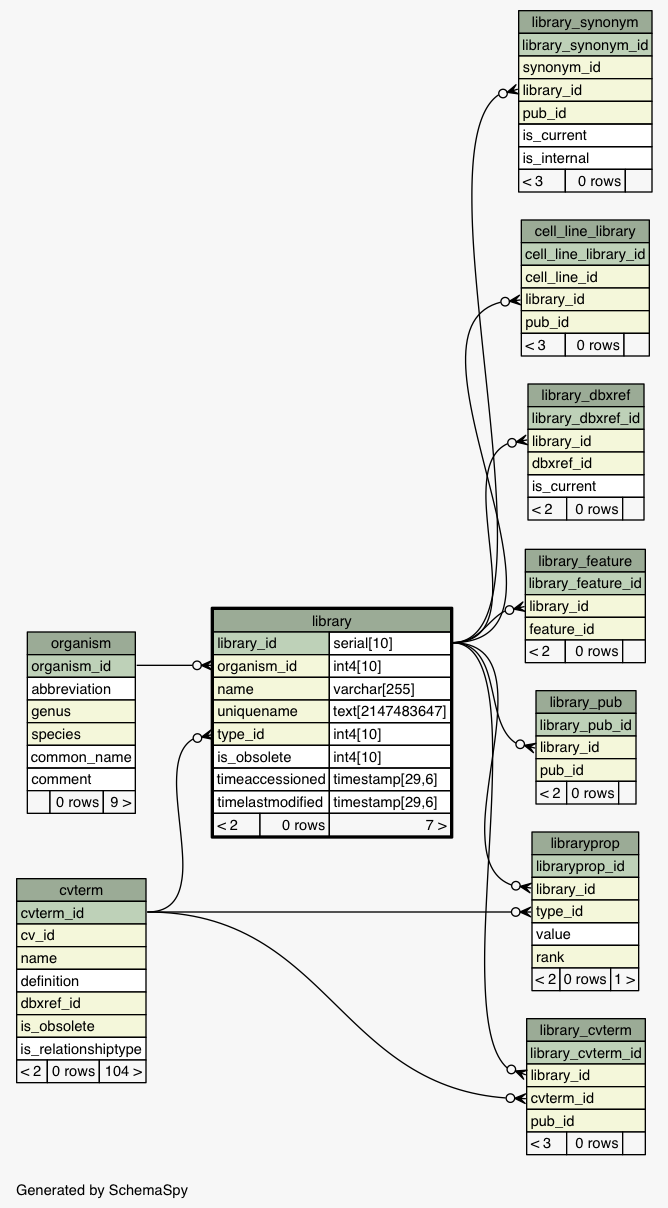 library_synonym
library_synonym_id
synonym_id
library_id
pub_id
is_current
is_internal
< 3 0 rows
cell_line_library
cell_line_library_id
cell_line_id
library_id
pub_id
< 3 0 rows
library_dbxref
library_dbxref_id
library_id
dbxref_id
is_current
< 2 0 rows
library_feature
library_feature_id
library_id
feature_id
< 2 0 rows
library
library_id serial[10]
organism_id int4[10]
name varchar[255]
uniquename text[2147483647]
type_id int4[10]
is_obsolete int4[10]
timeaccessioned timestamp[29,6]
timelastmodified timestamp[29,6]
< 2 0 rows 7 >
organism
organism_id
abbreviation
genus
species
common_name
comment
0 rows 9 >
library_pub
library_pub_id
library_id
pub_id
< 2 0 rows
libraryprop
libraryprop_id
library_id
type_id
value
rank
< 2 0 rows 1 >
cvterm
cvterm_id
cv_id
name
definition
dbxref_id
is_obsolete
is_relationshiptype
< 2 0 rows 104 >
library_cvterm
library_cvterm_id
library_id
cvterm_id
pub_id
< 3 0 rows
Generated by SchemaSpy